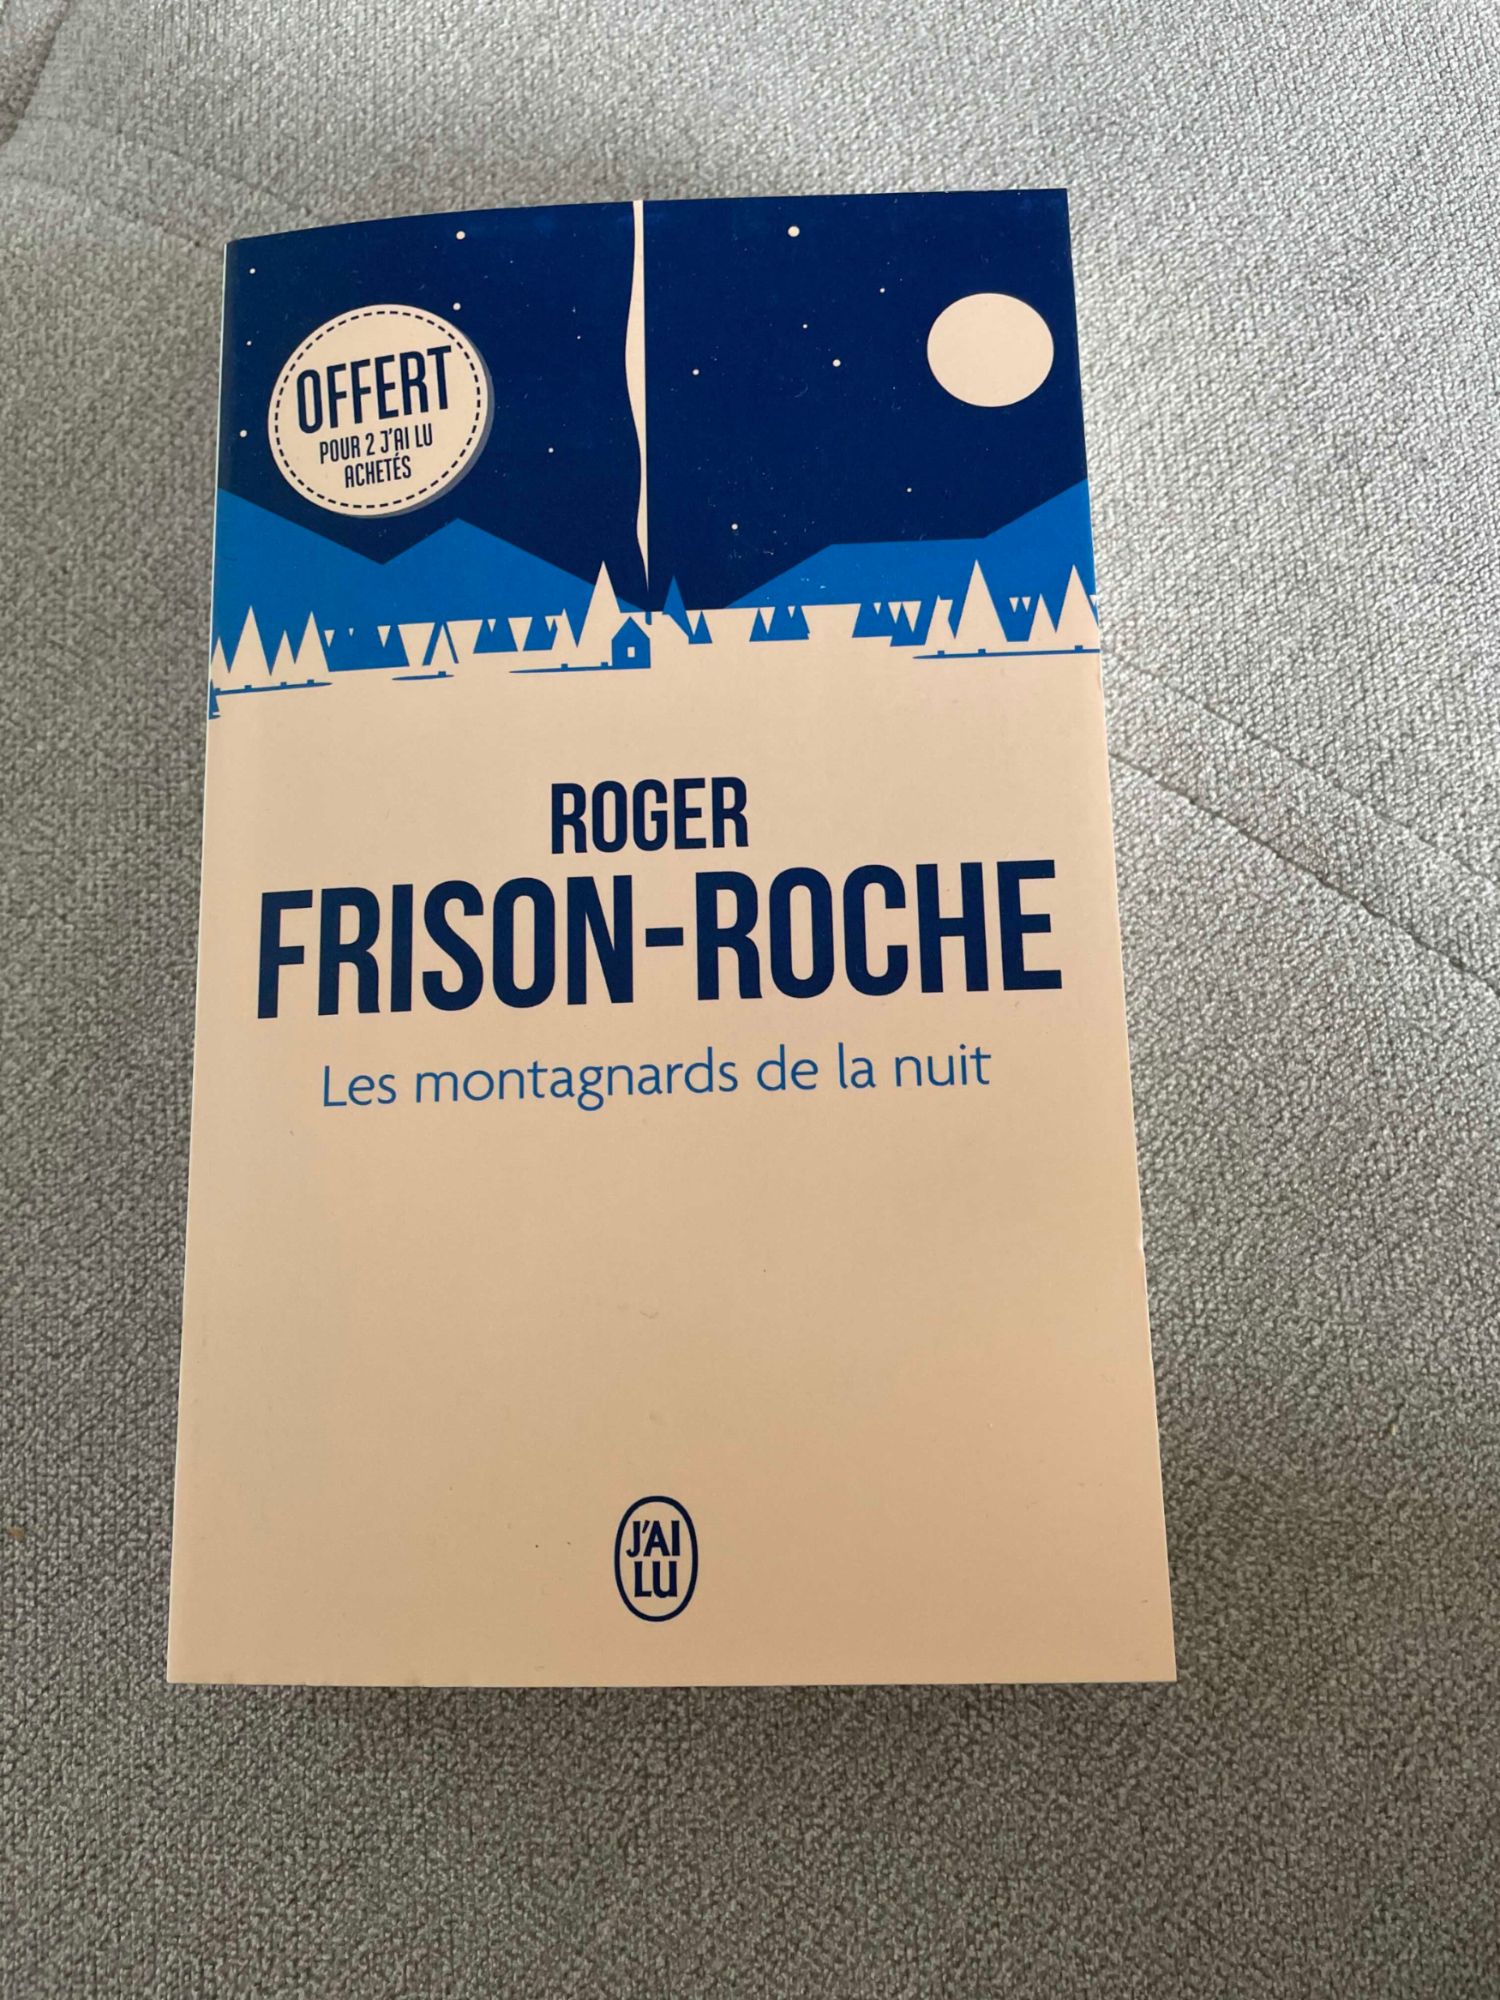 OFFERT
POUR 2 J'AI LU
ACHETÉS
ROGER
FRISON-ROCHE
Les montagnards de la nuit
J'AI
LU